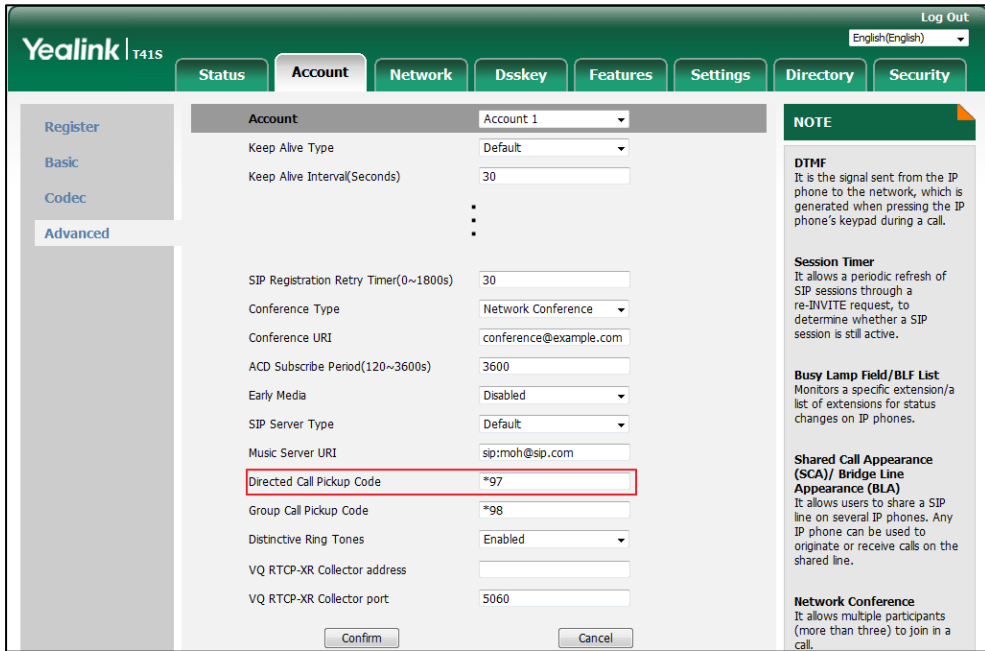 Log Out
Yealink T41S
English(English)
Status Account Network Dsskey Features Settings Directory Security
Register
Basic
Codec
Advanced
Account Account 1
Keep Alive Type Default
Keep Alive Interval(Seconds) 30
SIP Registration Retry Timer(0~1800s) 30
Conference Type Network Conference
Conference URI conference@example.com
ACD Subscribe Period(120~3600s) 3600
Early Media Disabled
SIP Server Type Default
Music Server URI sip:moh@sip.com
Directed Call Pickup Code *97
Group Call Pickup Code *98
Distinctive Ring Tones Enabled
VQ RTCP-XR Collector address
VQ RTCP-XR Collector port 5060
Confirm Cancel
NOTE
DTMF
It is the signal sent from the IP
phone to the network, which is
generated when pressing the IP
phone's keypad during a call.
Session Timer
It allows a periodic refresh of
SIP sessions through a
re-INVITE request, to
determine whether a SIP
session is still active.
Busy Lamp Field/BLF List
Monitors a specific extension/a
list of extensions for status
changes on IP phones.
Shared Call Appearance
(SCA)/ Bridge Line
Appearance (BLA)
It allows users to share a SIP
line on several IP phones. Any
IP phone can be used to
originate or receive calls on the
shared line.
Network Conference
It allows multiple participants
(more than three) to join in a
call.